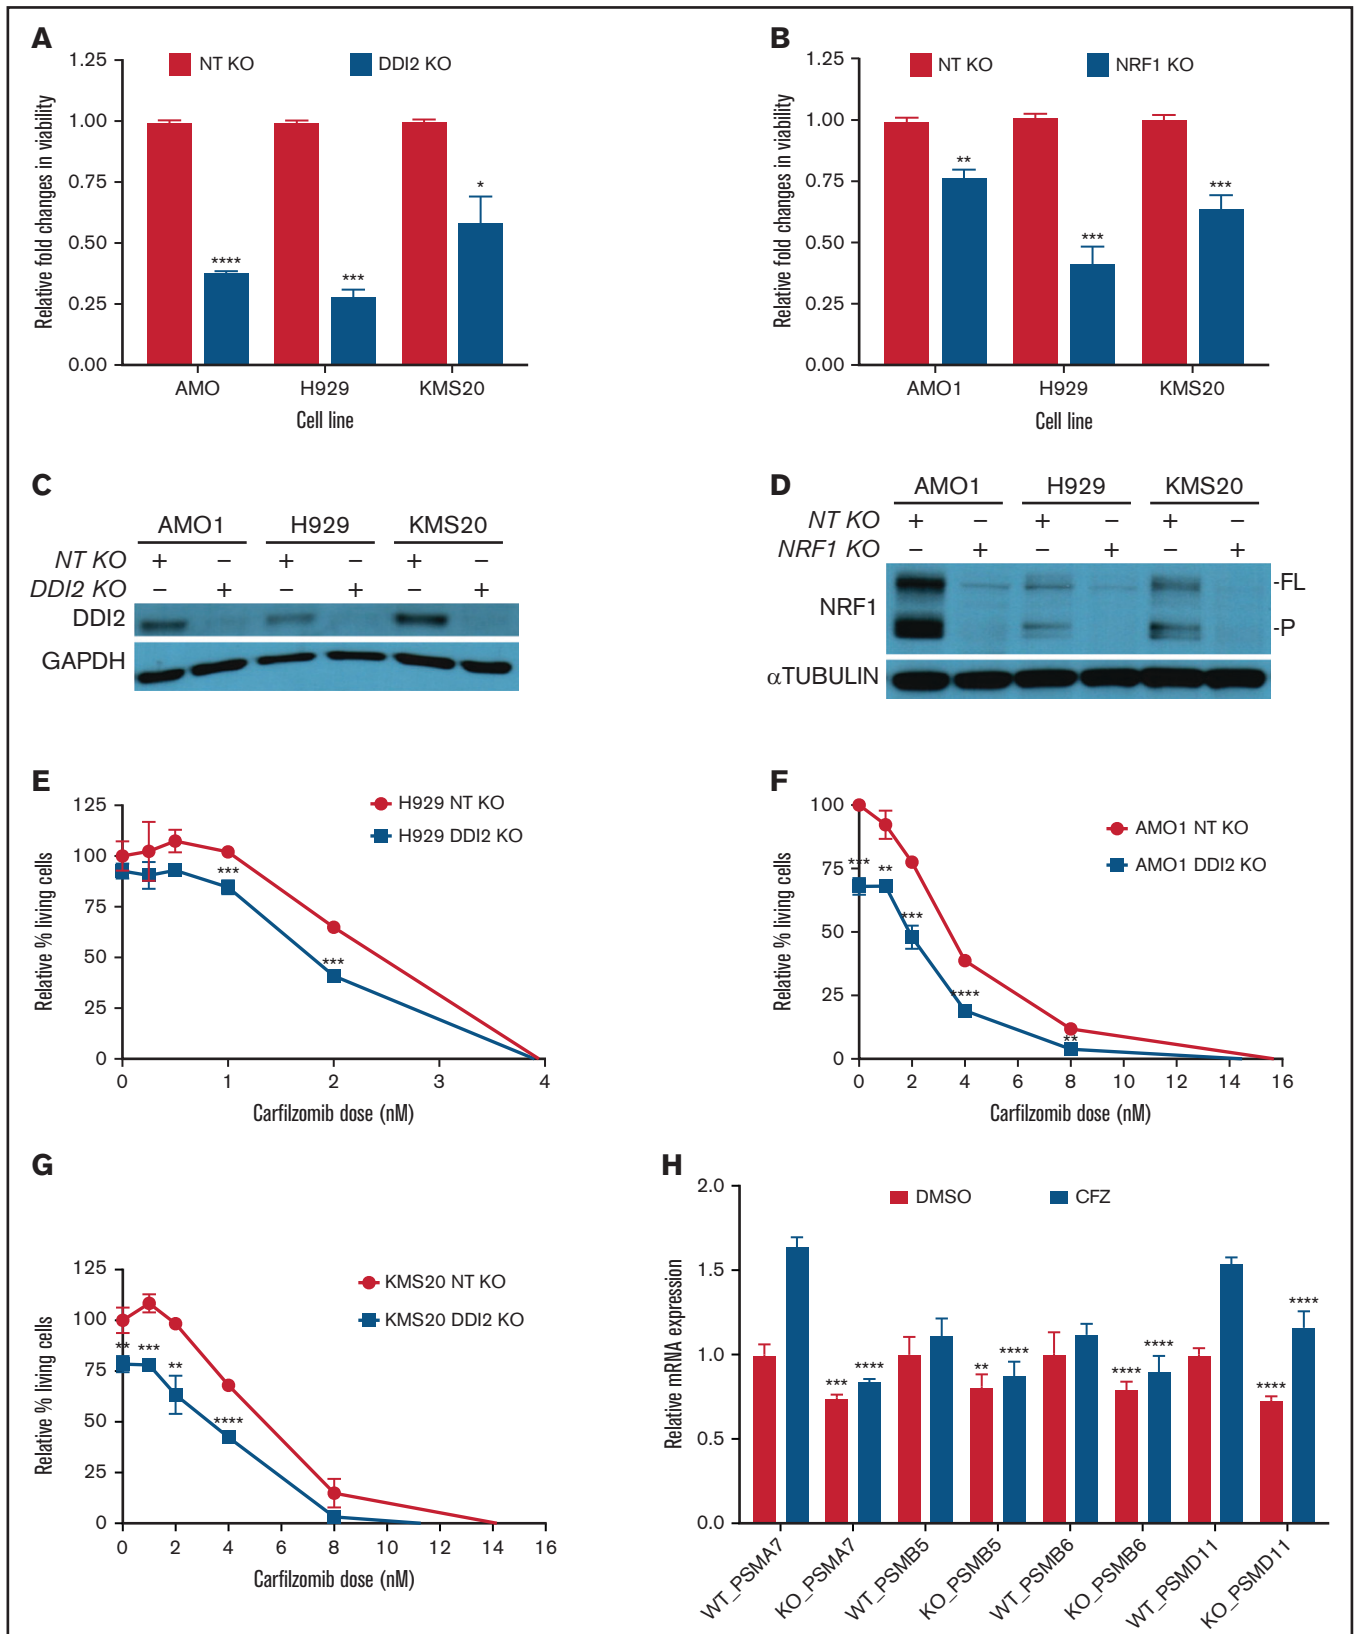 A
NT KO
DDI2 KO
Relative fold changes in viability
1.25
1.00
0.75
0.50
0.25
0.00
****
***
*
AMO
H929
KMS20
Cell line
B
NT KO
NRF1 KO
Relative fold changes in viability
1.25
1.00
0.75
0.50
0.25
0.00
**
***
***
AMO1
H929
KMS20
Cell line
C
AMO1 H929 KMS20
NT KO + − + − + −
DDI2 KO − + − + − +
DDI2
GAPDH
D
AMO1 H929 KMS20
NT KO + − + − + −
NRF1 KO − + − + − +
NRF1
-FL
-P
αTUBULIN
E
H929 NT KO
H929 DDI2 KO
Relative % living cells
125
100
75
50
25
0
***
***
0 1 2 3 4
Carfilzomib dose (nM)
F
AMO1 NT KO
AMO1 DDI2 KO
Relative % living cells
100
75
50
25
0
***
**
***
****
**
0 2 4 6 8 10 12 14 16
Carfilzomib dose (nM)
G
KMS20 NT KO
KMS20 DDI2 KO
Relative % living cells
125
100
75
50
25
0
**
***
**
****
0 2 4 6 8 10 12 14 16
Carfilzomib dose (nM)
H
DMSO
CFZ
Relative mRNA expression
2.0
1.5
1.0
0.5
0.0
***
****
**
****
****
****
****
****
WT_PSMA7
KO_PSMA7
WT_PSMB5
KO_PSMB5
WT_PSMB6
KO_PSMB6
WT_PSMD11
KO_PSMD11